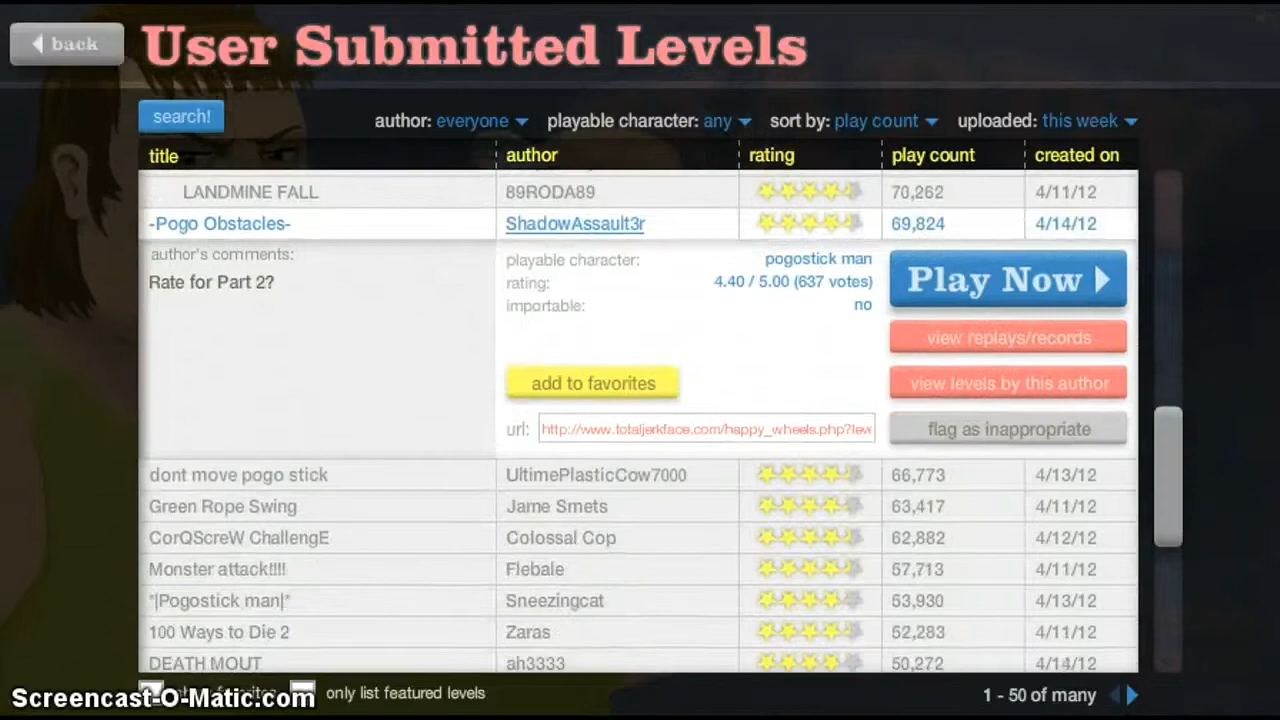 back
User Submitted Levels
search!
author: everyone playable character: any sort by: play count uploaded: this week
title author rating play count created on
LANDMINE FALL 89RODA89 70,262 4/11/12
-Pogo Obstacles- ShadowAssault3r 69,824 4/14/12
author's comments:
Rate for Part 2?
playable character: pogostick man
rating: 4.40 / 5.00 (637 votes)
importable: no
add to favorites
url: http://www.totaljerkface.com/happy_wheels.php?lev
Play Now
view replays/records
view levels by this author
flag as inappropriate
dont move pogo stick UltimePlasticCow7000 66,773 4/13/12
Green Rope Swing Jame Smets 63,417 4/11/12
CorQScreW ChallengE Colossal Cop 62,882 4/12/12
Monster attack!!!! Flebale 57,713 4/11/12
*|Pogostick man|* Sneezingcat 53,930 4/13/12
100 Ways to Die 2 Zaras 52,283 4/11/12
DEATH MOUT ah3333 50,272 4/14/12
only list featured levels
1 - 50 of many
Screencast-O-Matic.com